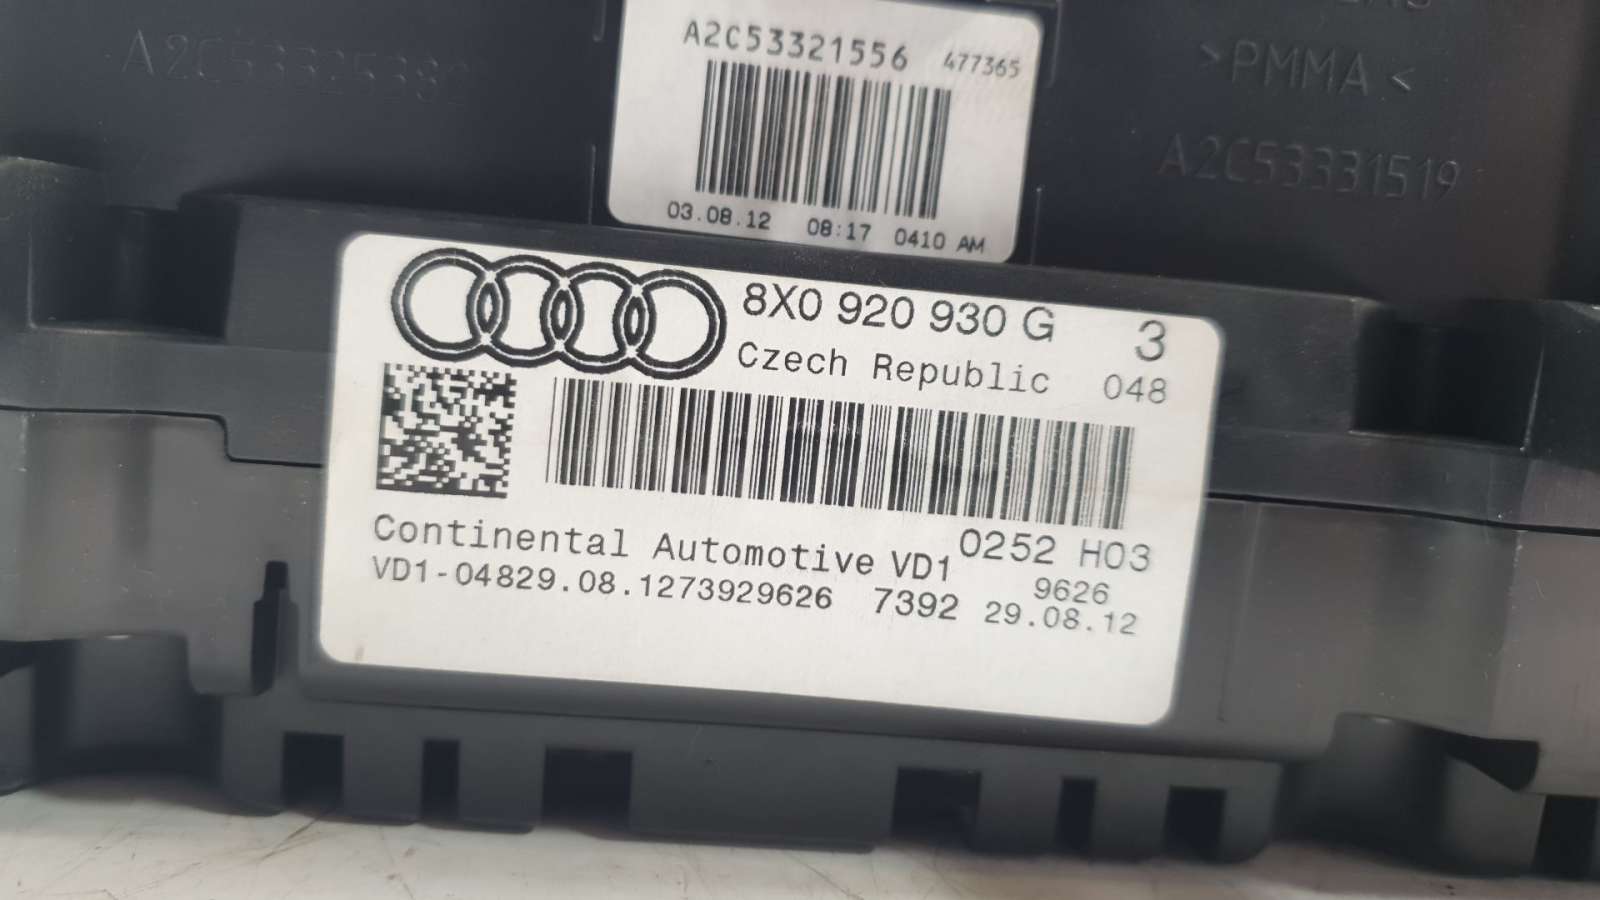 A2C53321556 477365
03.08.12 08:17 0410 AM
>PMMA<
A2C53331519
8X0 920 930 G 3
Czech Republic 048
Continental Automotive VD1 0252 H03
9626
VD1-04829.08.1273929626 7392 29.08.12